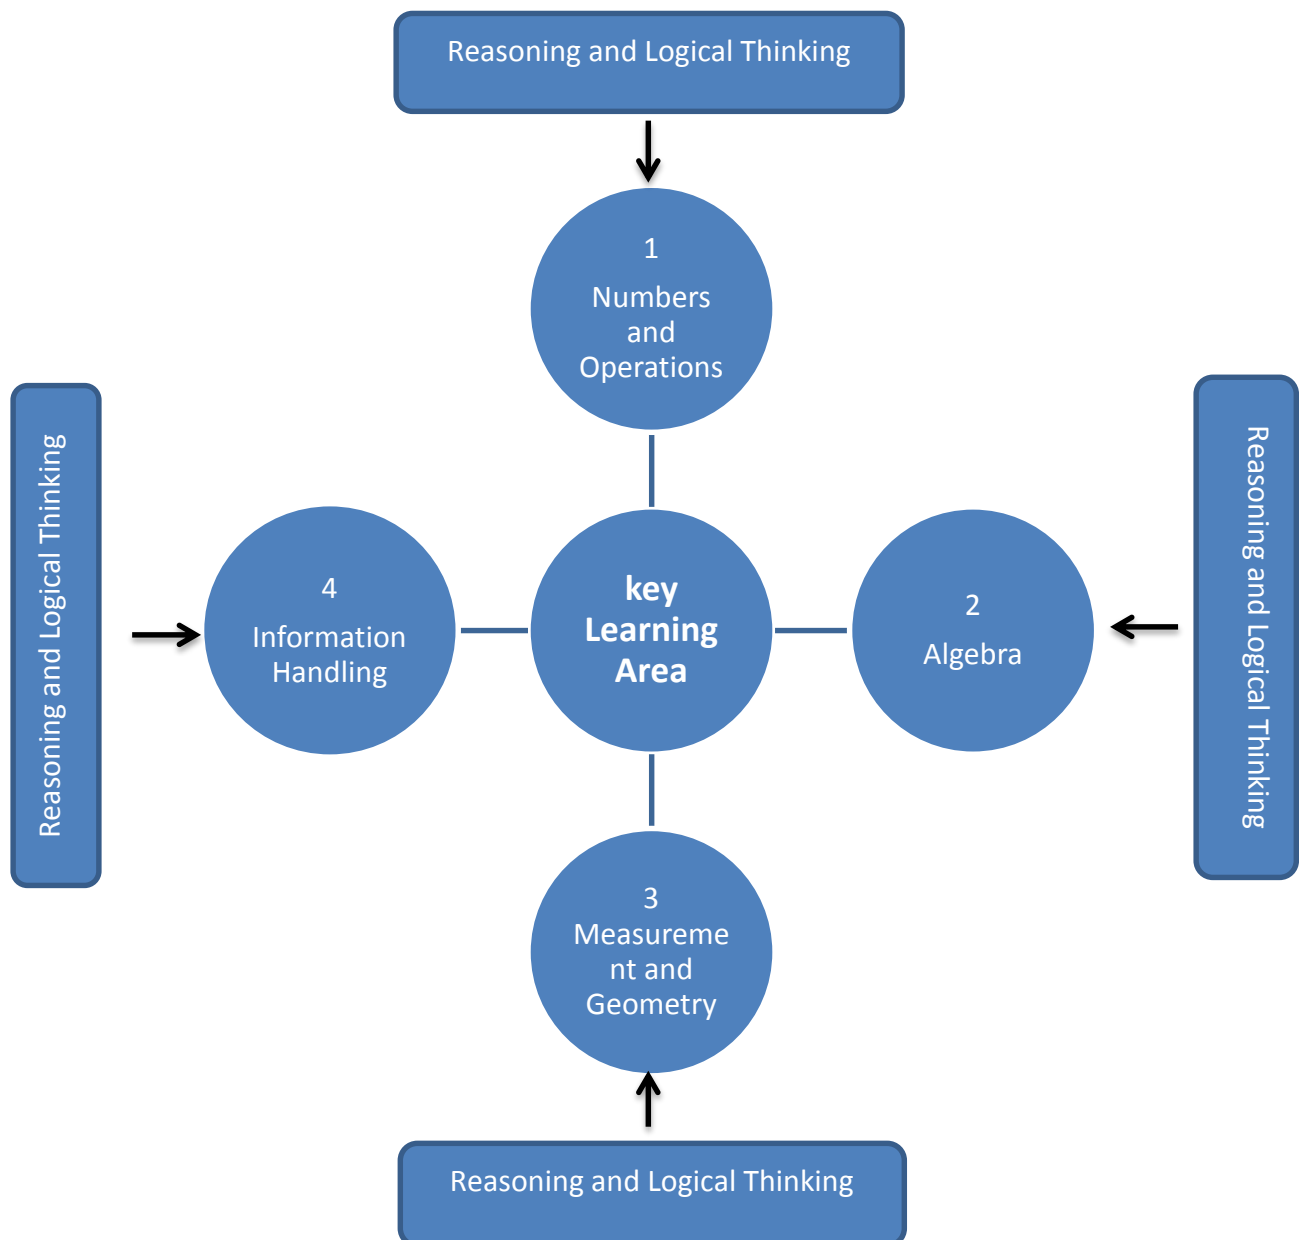 Reasoning and Logical Thinking
1
Numbers
and
Operations
Reasoning and Logical Thinking
4
Information
Handling
key
Learning
Area
2
Algebra
Reasoning and Logical Thinking
3
Measureme
nt and
Geometry
Reasoning and Logical Thinking